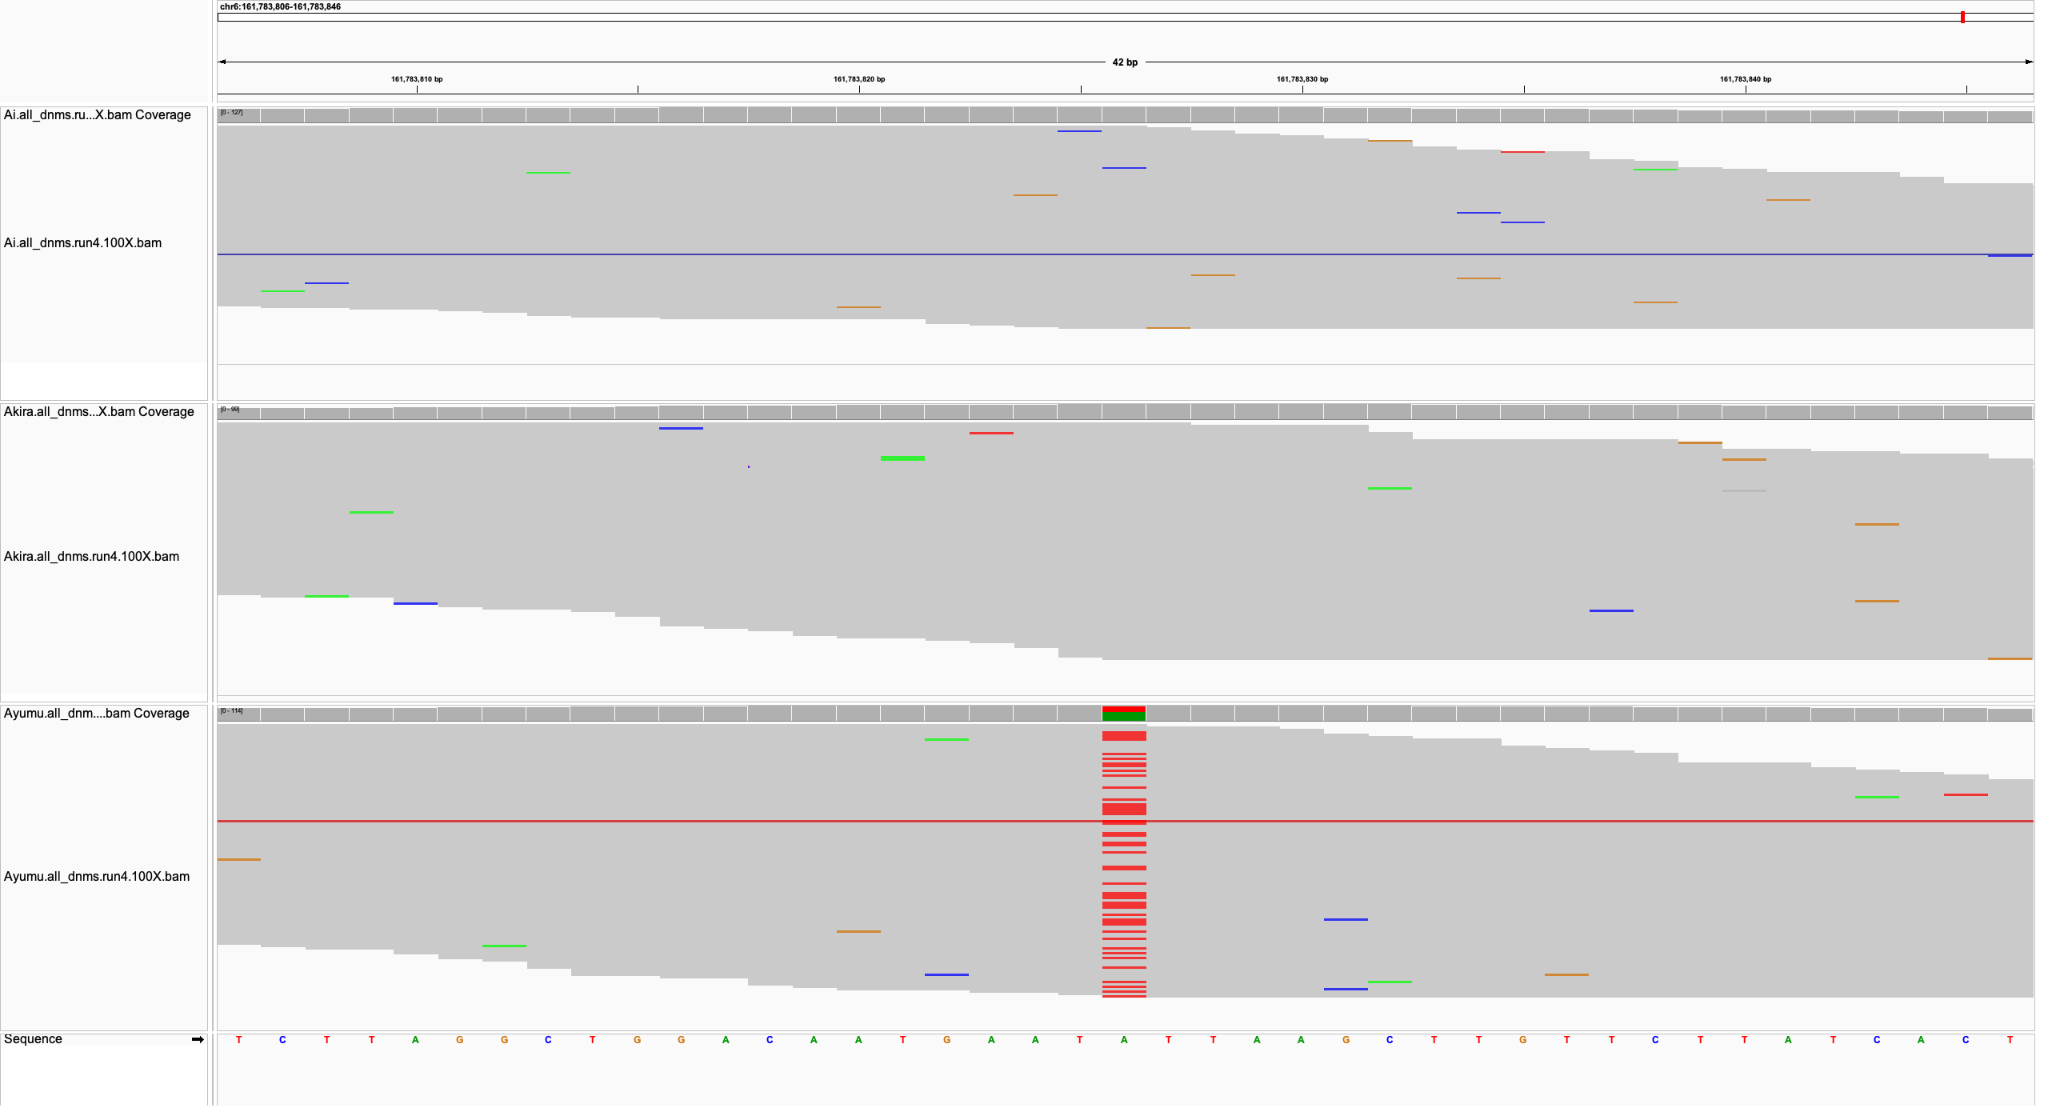 chr6:161,783,806-161,783,846
42 bp
161,783,810 bp 161,783,820 bp 161,783,830 bp 161,783,840 bp
Ai.all_dnms.ru...X.bam Coverage
[0 - 127]
Ai.all_dnms.run4.100X.bam
Akira.all_dnms...X.bam Coverage
[0 - 99]
Akira.all_dnms.run4.100X.bam
Ayumu.all_dnm....bam Coverage
[0 - 114]
Ayumu.all_dnms.run4.100X.bam
Sequence T C T T A G G C T G G A C A A T G A A T A T T A A G C T T G T T C T T A T C A C T